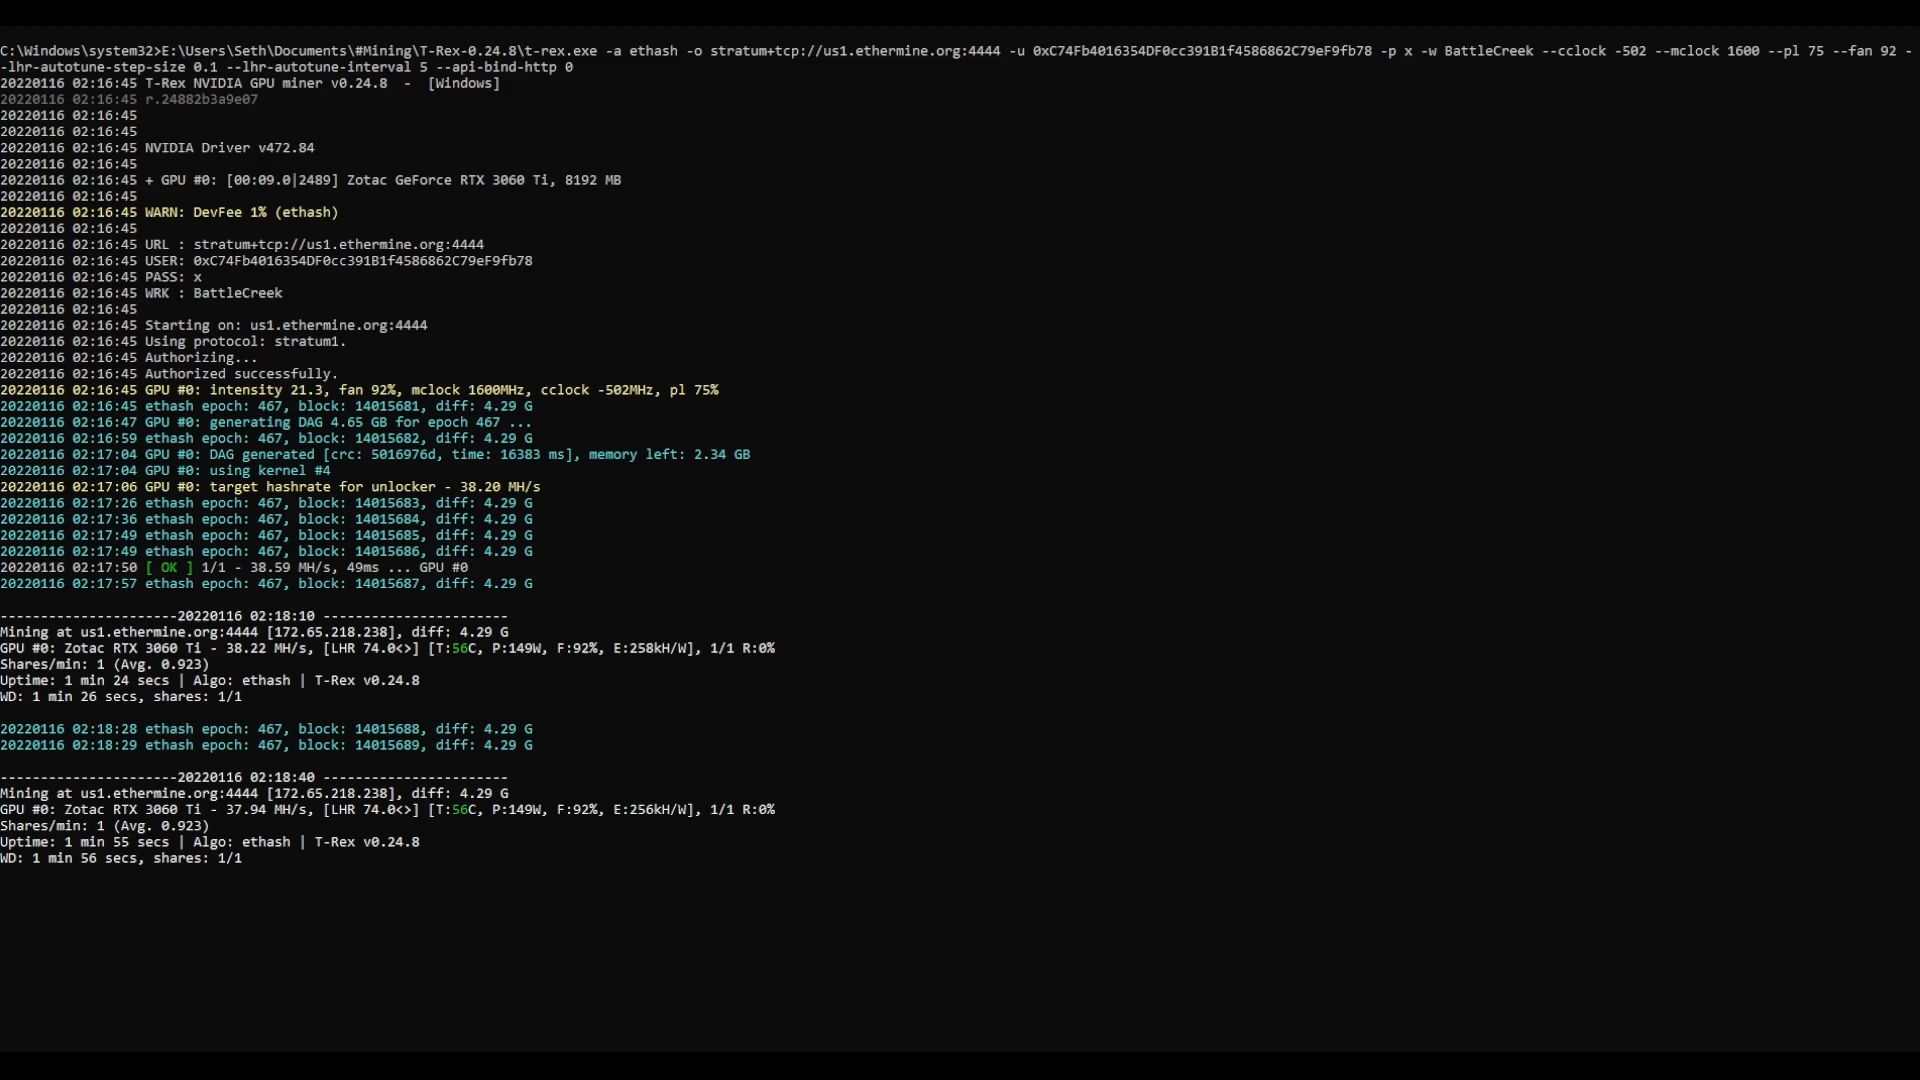 C:\Windows\system32>E:\Users\Seth\Documents\#Mining\T-Rex-0.24.8\t-rex.exe -a ethash -o stratum+tcp://us1.ethermine.org:4444 -u 0xC74Fb4016354DF0cc391B1f4586862C79eF9fb78 -p x -w BattleCreek --cclock -502 --mclock 1600 --pl 75 --fan 92 -
-lhr-autotune-step-size 0.1 --lhr-autotune-interval 5 --api-bind-http 0
20220116 02:16:45 T-Rex NVIDIA GPU miner v0.24.8  -  [Windows]
20220116 02:16:45 r.24882b3a9e07
20220116 02:16:45
20220116 02:16:45
20220116 02:16:45 NVIDIA Driver v472.84
20220116 02:16:45
20220116 02:16:45 + GPU #0: [00:09.0|2489] Zotac GeForce RTX 3060 Ti, 8192 MB
20220116 02:16:45
20220116 02:16:45 WARN: DevFee 1% (ethash)
20220116 02:16:45
20220116 02:16:45 URL : stratum+tcp://us1.ethermine.org:4444
20220116 02:16:45 USER: 0xC74Fb4016354DF0cc391B1f4586862C79eF9fb78
20220116 02:16:45 PASS: x
20220116 02:16:45 WRK : BattleCreek
20220116 02:16:45
20220116 02:16:45 Starting on: us1.ethermine.org:4444
20220116 02:16:45 Using protocol: stratum1.
20220116 02:16:45 Authorizing...
20220116 02:16:45 Authorized successfully.
20220116 02:16:45 GPU #0: intensity 21.3, fan 92%, mclock 1600MHz, cclock -502MHz, pl 75%
20220116 02:16:45 ethash epoch: 467, block: 14015681, diff: 4.29 G
20220116 02:16:47 GPU #0: generating DAG 4.65 GB for epoch 467 ...
20220116 02:16:59 ethash epoch: 467, block: 14015682, diff: 4.29 G
20220116 02:17:04 GPU #0: DAG generated [crc: 5016976d, time: 16383 ms], memory left: 2.34 GB
20220116 02:17:04 GPU #0: using kernel #4
20220116 02:17:06 GPU #0: target hashrate for unlocker - 38.20 MH/s
20220116 02:17:26 ethash epoch: 467, block: 14015683, diff: 4.29 G
20220116 02:17:36 ethash epoch: 467, block: 14015684, diff: 4.29 G
20220116 02:17:49 ethash epoch: 467, block: 14015685, diff: 4.29 G
20220116 02:17:49 ethash epoch: 467, block: 14015686, diff: 4.29 G
20220116 02:17:50 [ OK ] 1/1 - 38.59 MH/s, 49ms ... GPU #0
20220116 02:17:57 ethash epoch: 467, block: 14015687, diff: 4.29 G
----------------------20220116 02:18:10 -----------------------
Mining at us1.ethermine.org:4444 [172.65.218.238], diff: 4.29 G
GPU #0: Zotac RTX 3060 Ti - 38.22 MH/s, [LHR 74.0<>] [T:56C, P:149W, F:92%, E:258kH/W], 1/1 R:0%
Shares/min: 1 (Avg. 0.923)
Uptime: 1 min 24 secs | Algo: ethash | T-Rex v0.24.8
WD: 1 min 26 secs, shares: 1/1
20220116 02:18:28 ethash epoch: 467, block: 14015688, diff: 4.29 G
20220116 02:18:29 ethash epoch: 467, block: 14015689, diff: 4.29 G
----------------------20220116 02:18:40 -----------------------
Mining at us1.ethermine.org:4444 [172.65.218.238], diff: 4.29 G
GPU #0: Zotac RTX 3060 Ti - 37.94 MH/s, [LHR 74.0<>] [T:56C, P:149W, F:92%, E:256kH/W], 1/1 R:0%
Shares/min: 1 (Avg. 0.923)
Uptime: 1 min 55 secs | Algo: ethash | T-Rex v0.24.8
WD: 1 min 56 secs, shares: 1/1